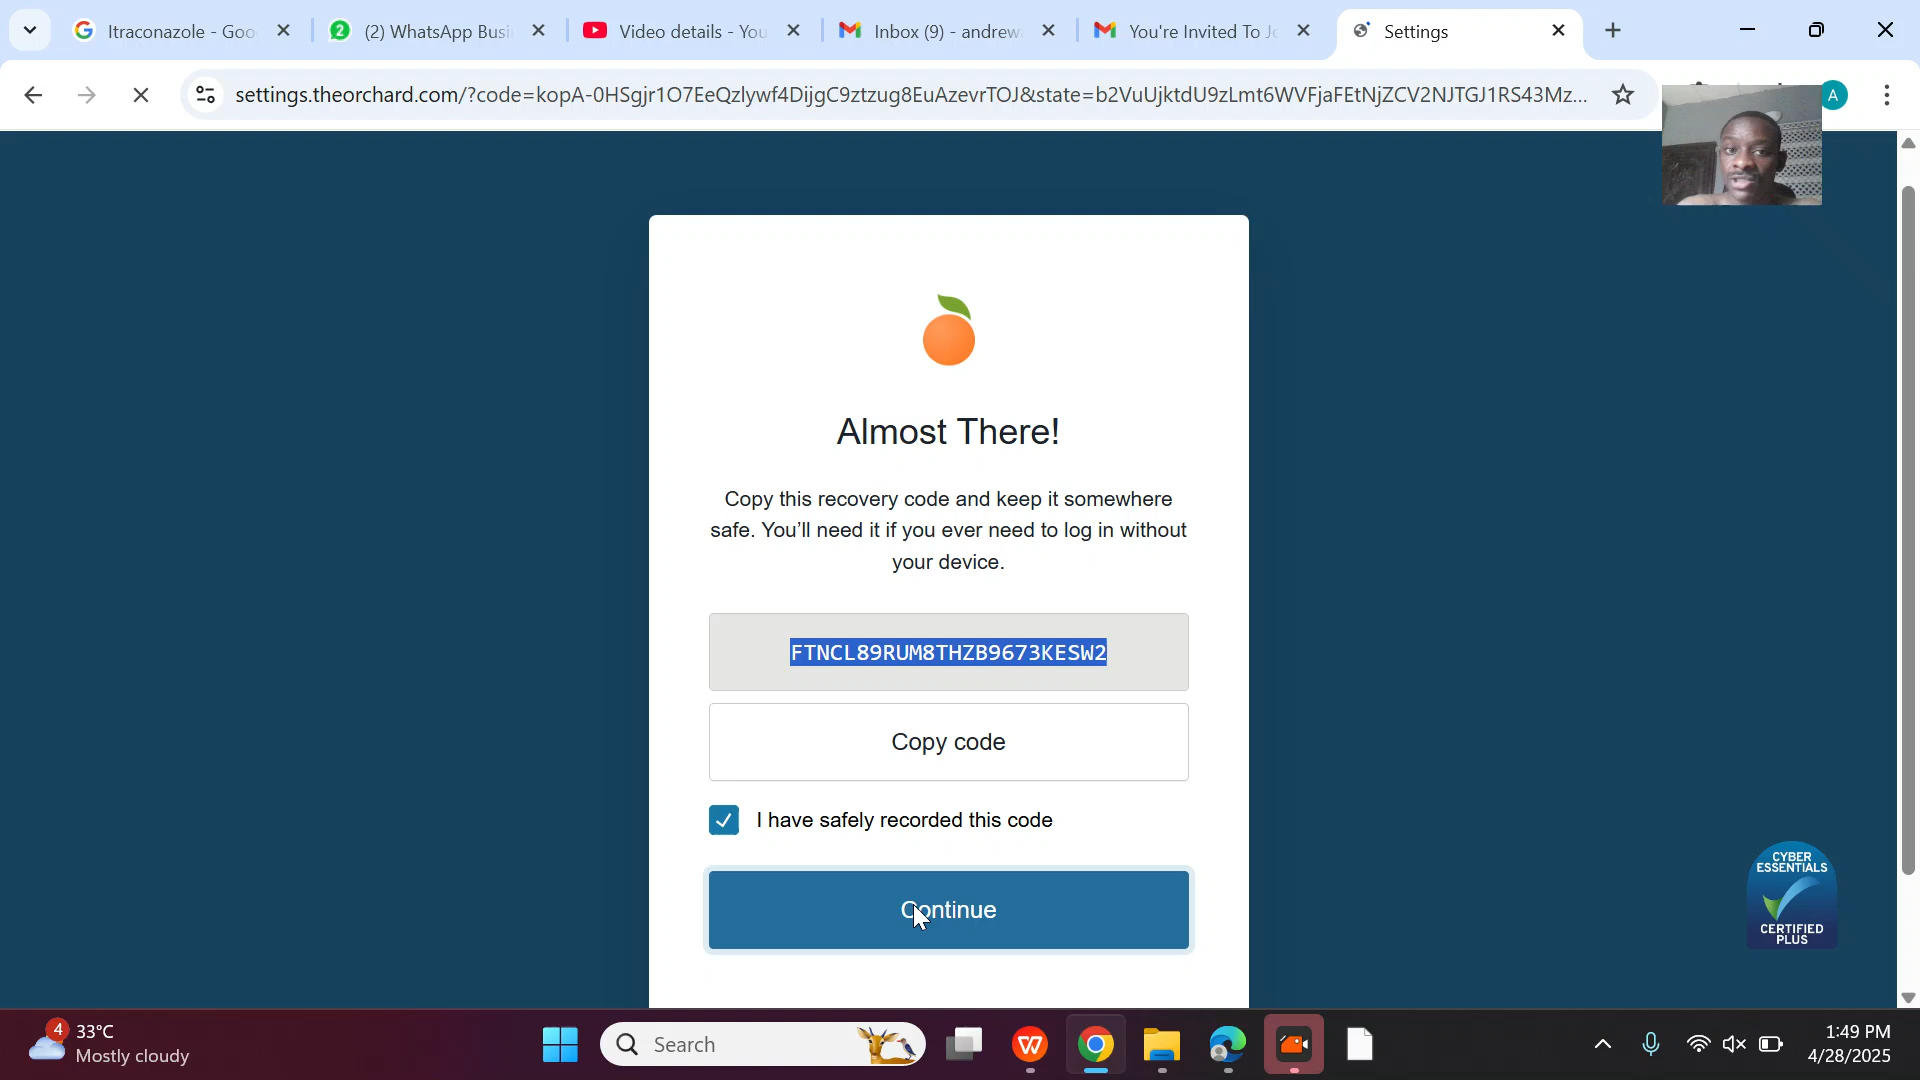 Itraconazole - Goo
(2) WhatsApp Busi
Video details - You
Inbox (9) - andrewa
You're Invited To Jo
Settings
settings.theorchard.com/?code=kopA-0HSgjr1O7EeQzlywf4DijgC9ztzug8EuAzevrTOJ&state=b2VuUjktdU9zLmt6WVFjaFEtNjZCV2NJTGJ1RS43Mz...
A
Almost There!
Copy this recovery code and keep it somewhere
safe. You’ll need it if you ever need to log in without
your device.
FTNCL89RUM8THZB9673KESW2
Copy code
I have safely recorded this code
Continue
CYBER
ESSENTIALS
CERTIFIED
PLUS
4
33°C
Mostly cloudy
Search
1:49 PM
4/28/2025